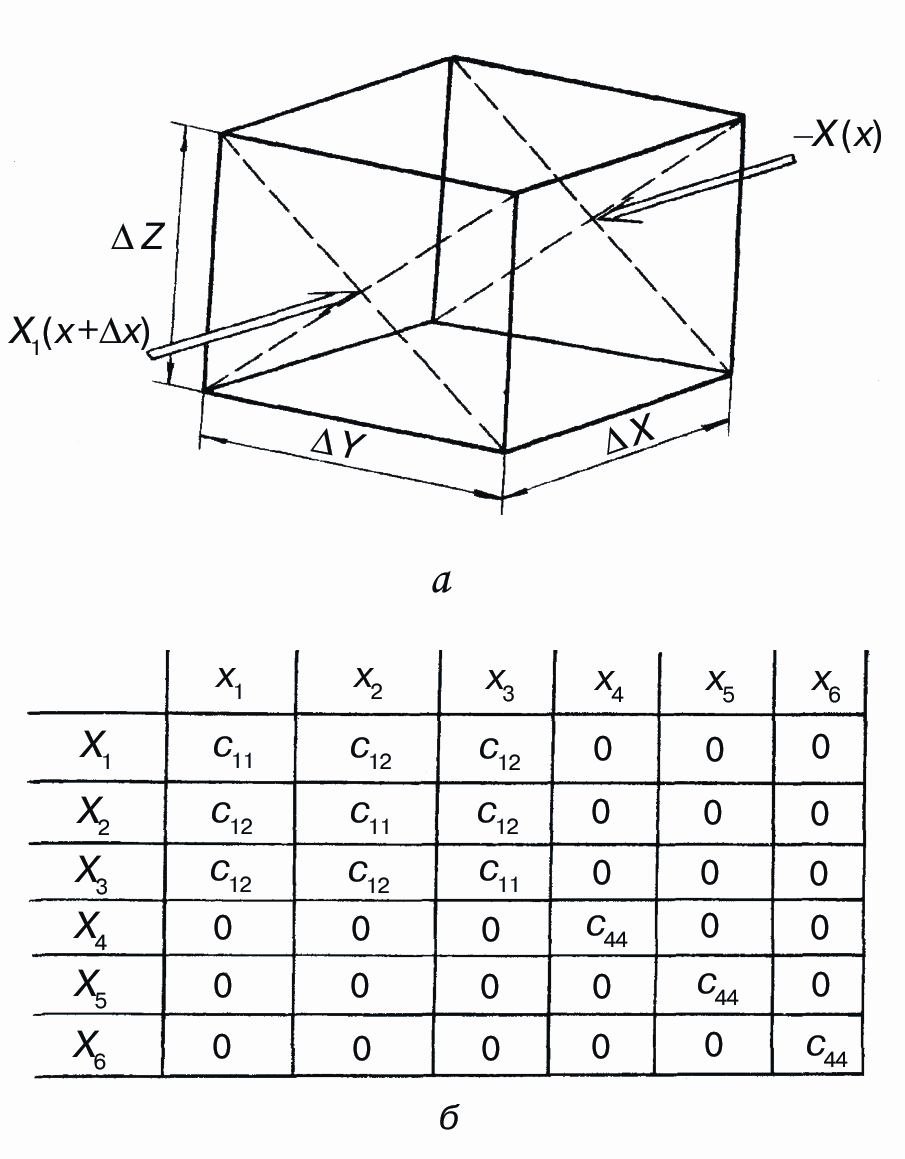 –X(x)
ΔZ
X₁(x+Δx)
ΔY
ΔX
а
x₁ x₂ x₃ x₄ x₅ x₆
X₁ c₁₁ c₁₂ c₁₂ 0 0 0
X₂ c₁₂ c₁₁ c₁₂ 0 0 0
X₃ c₁₂ c₁₂ c₁₁ 0 0 0
X₄ 0 0 0 c₄₄ 0 0
X₅ 0 0 0 0 c₄₄ 0
X₆ 0 0 0 0 0 c₄₄
б